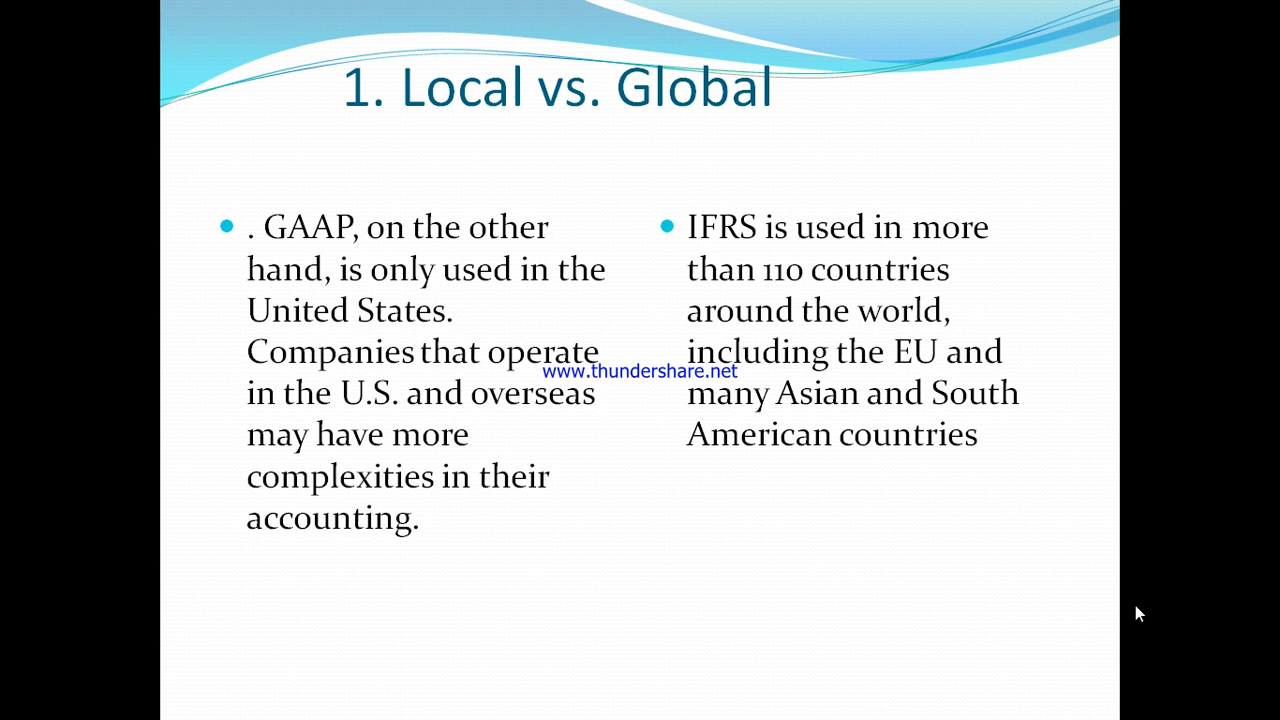 1. Local vs. Global
. GAAP, on the other
hand, is only used in the
United States.
Companies that operate
in the U.S. and overseas
may have more
complexities in their
accounting.
IFRS is used in more
than 110 countries
around the world,
including the EU and
many Asian and South
American countries
www.thundershare.net